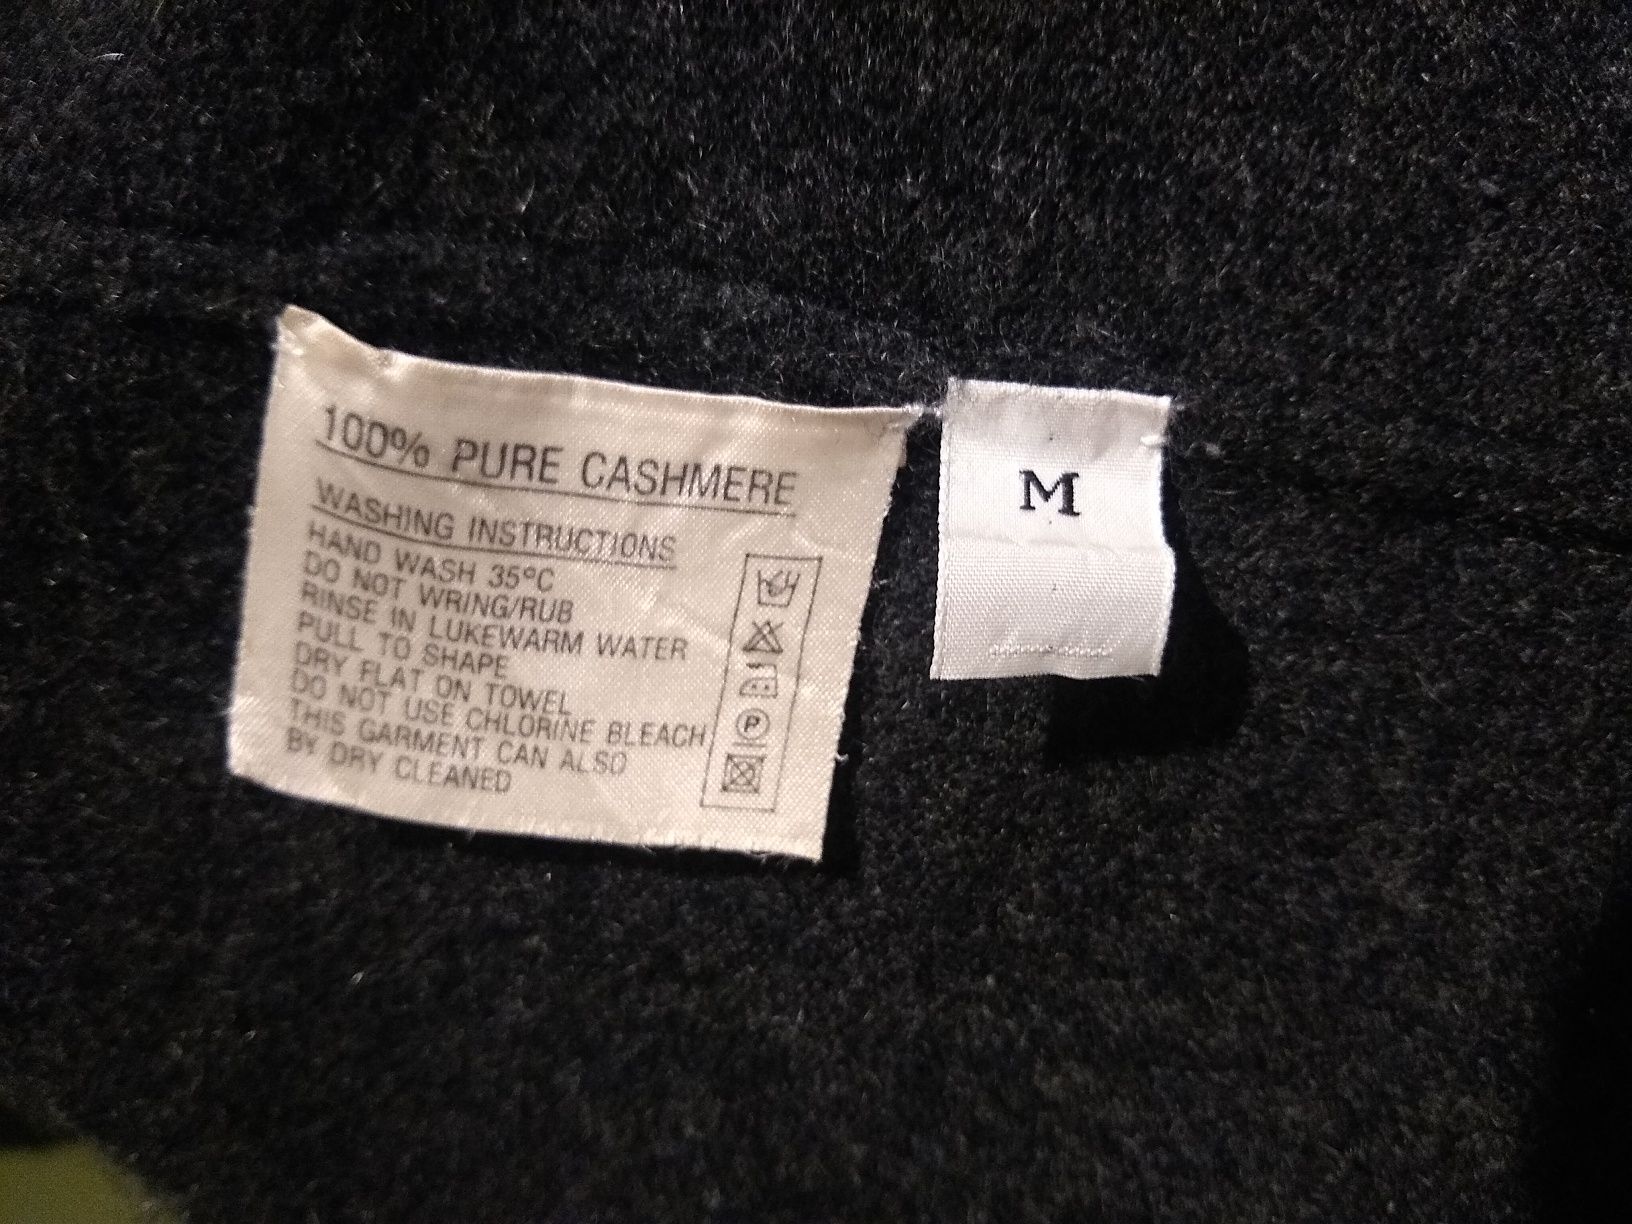 100% PURE CASHMERE
WASHING INSTRUCTIONS
HAND WASH 35°C
DO NOT WRING/RUB
RINSE IN LUKEWARM WATER
PULL TO SHAPE
DRY FLAT ON TOWEL
DO NOT USE CHLORINE BLEACH
THIS GARMENT CAN ALSO
BY DRY CLEANED
P
M